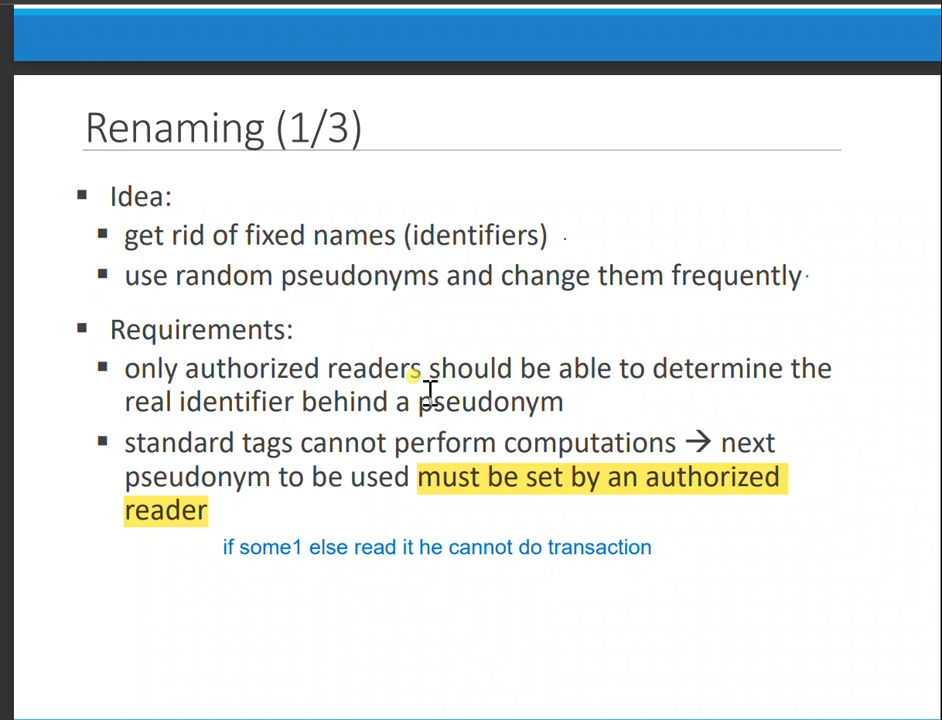 Renaming (1/3)
▪ Idea:
▪ get rid of fixed names (identifiers)
▪ use random pseudonyms and change them frequently
▪ Requirements:
▪ only authorized readers should be able to determine the
real identifier behind a pseudonym
▪ standard tags cannot perform computations → next
pseudonym to be used must be set by an authorized
reader
if some1 else read it he cannot do transaction